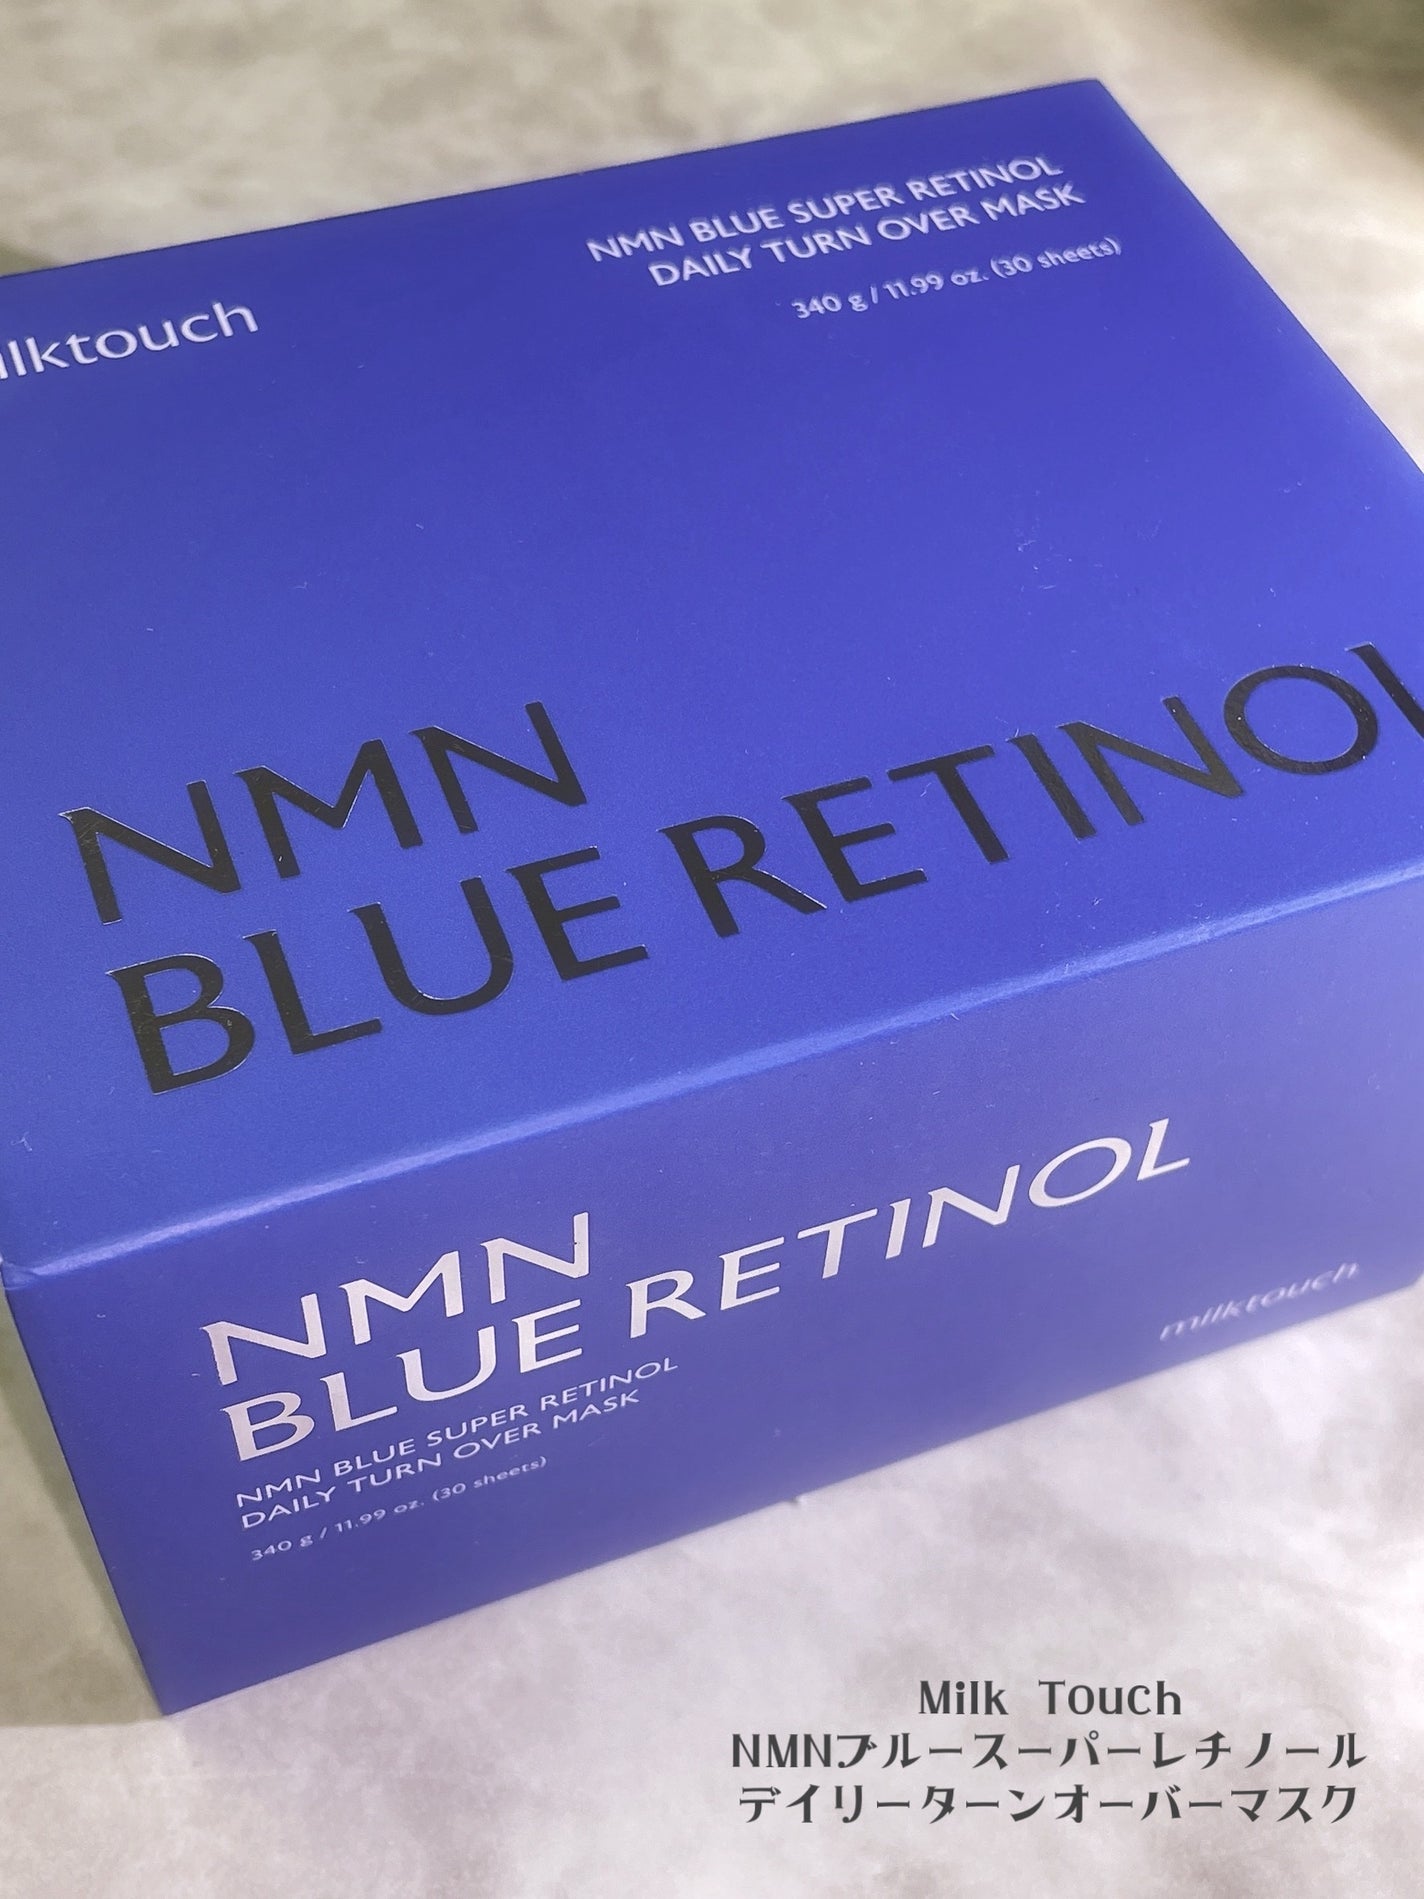 milktouch
NMN BLUE SUPER RETINOL
DAILY TURN OVER MASK
340 g / 11.99 oz. (30 sheets)
NMN
BLUE RETINOL
NMN
BLUE RETINOL
NMN BLUE SUPER RETINOL
DAILY TURN OVER MASK
340 g / 11.99 oz. (30 sheets)
milktouch
Milk Touch
NMNブルースーパーレチノール
デイリーターンオーバーマスク